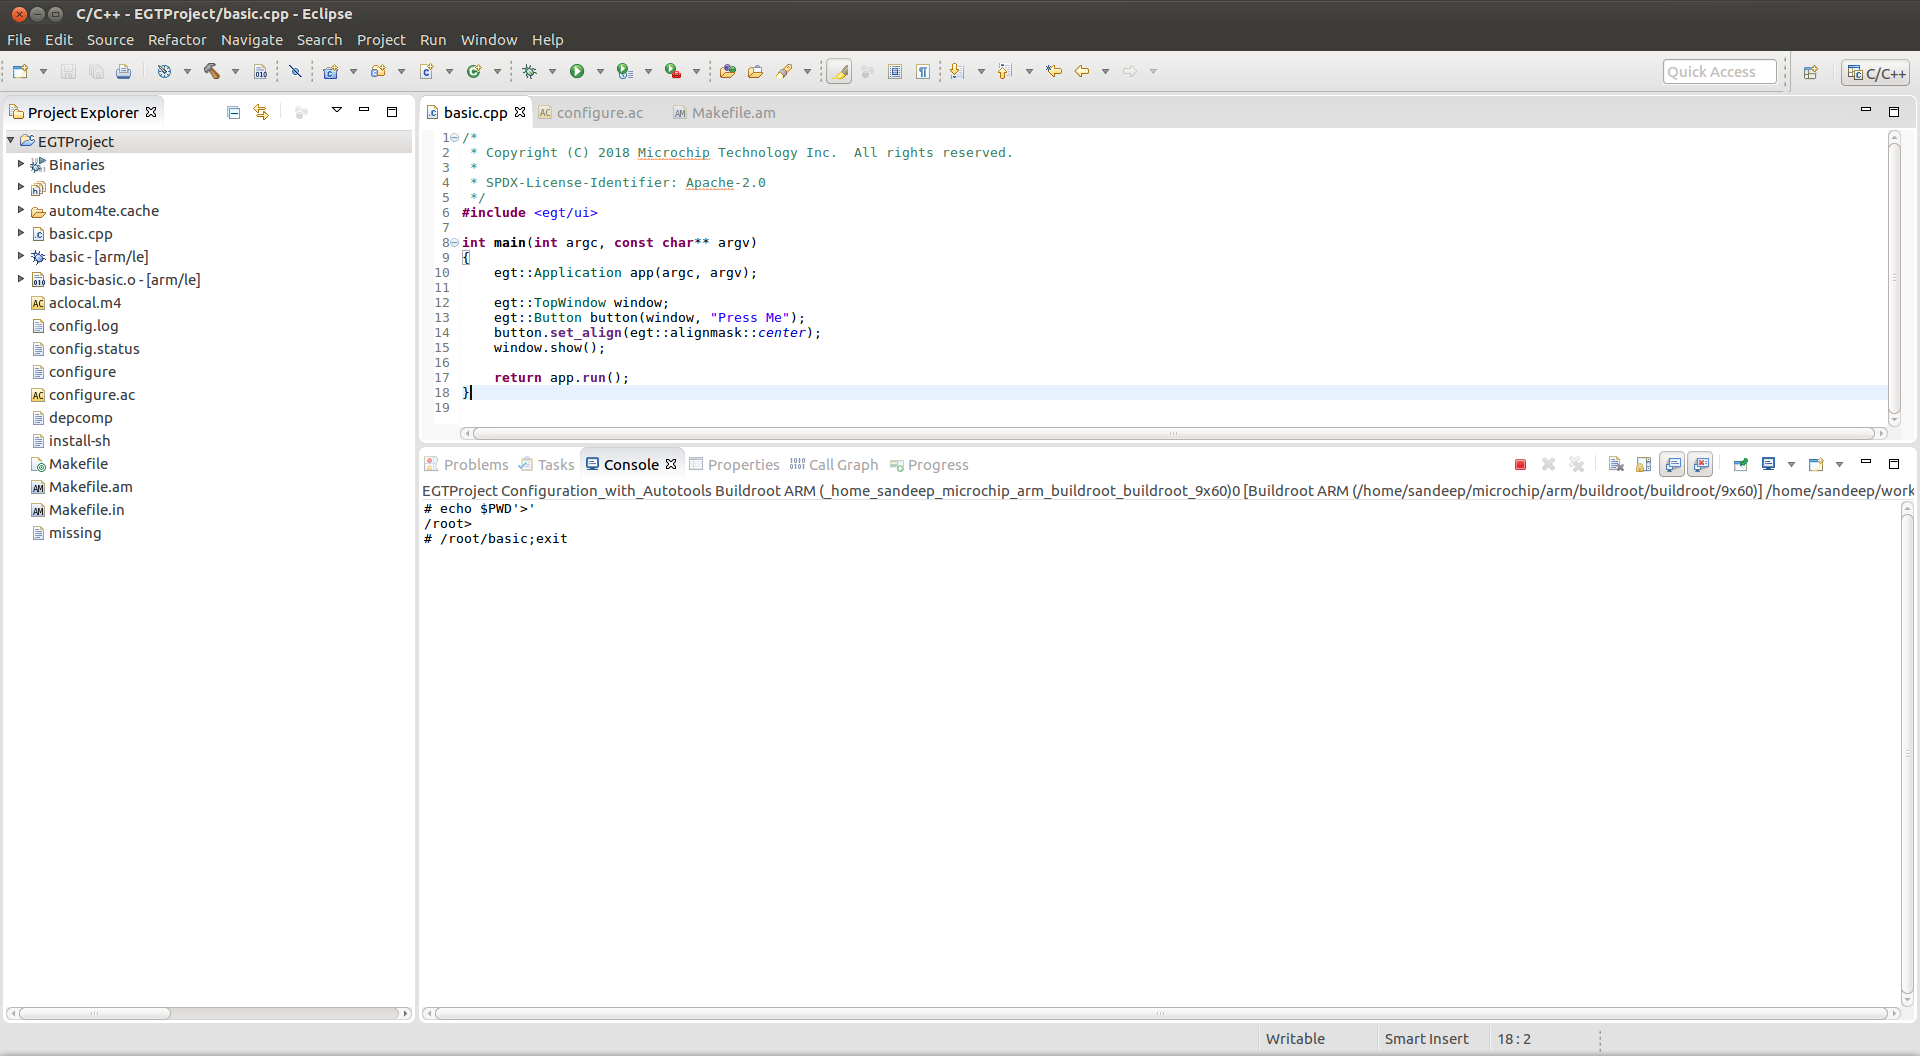 C/C++ - EGTProject/basic.cpp - Eclipse
File Edit Source Refactor Navigate Search Project Run Window Help
Quick Access
C/C++
Project Explorer
EGTProject
Binaries
Includes
autom4te.cache
basic.cpp
basic - [arm/le]
basic-basic.o - [arm/le]
aclocal.m4
config.log
config.status
configure
configure.ac
depcomp
install-sh
Makefile
Makefile.am
Makefile.in
missing
basic.cpp configure.ac Makefile.am
1 /*
2 * Copyright (C) 2018 Microchip Technology Inc.  All rights reserved.
3 *
4 * SPDX-License-Identifier: Apache-2.0
5 */
6 #include <egt/ui>
7
8 int main(int argc, const char** argv)
9 {
10     egt::Application app(argc, argv);
11
12     egt::TopWindow window;
13     egt::Button button(window, "Press Me");
14     button.set_align(egt::alignmask::center);
15     window.show();
16
17     return app.run();
18 }
19
Problems Tasks Console Properties Call Graph Progress
EGTProject Configuration_with_Autotools Buildroot ARM (_home_sandeep_microchip_arm_buildroot_buildroot_9x60)0 [Buildroot ARM (/home/sandeep/microchip/arm/buildroot/buildroot/9x60)] /home/sandeep/work
# echo $PWD'>'
/root>
# /root/basic;exit
Writable Smart Insert 18 : 2